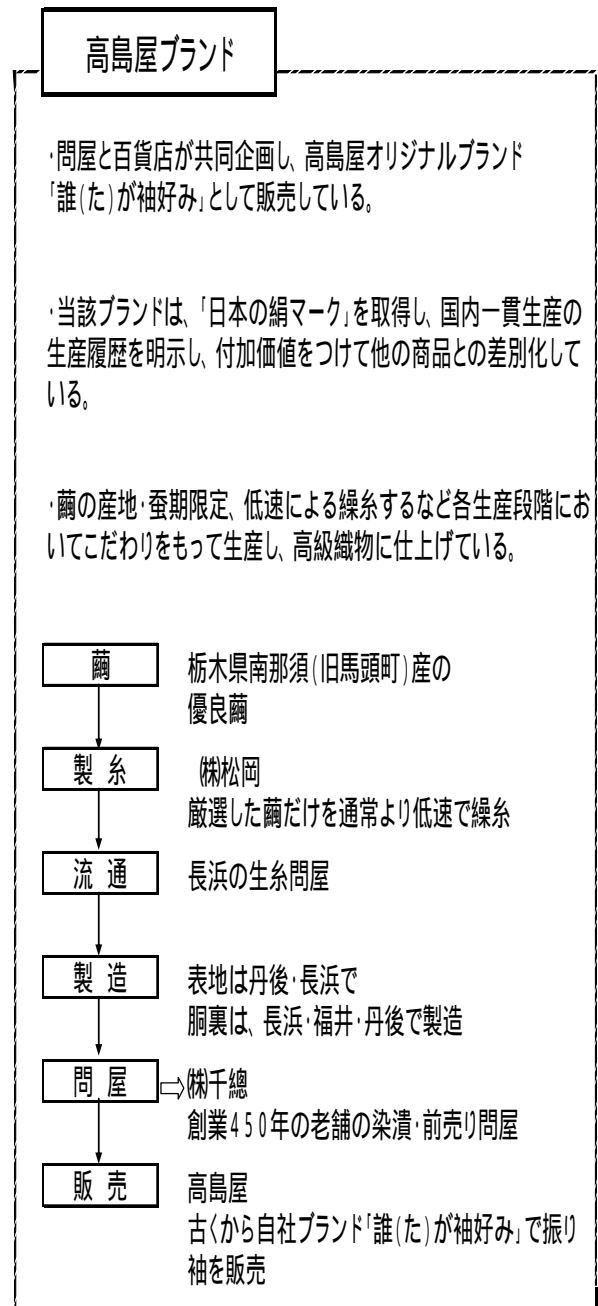 高島屋ブランド
･問屋と百貨店が共同企画し､高島屋オリジナルブランド
｢誰(た)が袖好み｣として販売している｡
･当該ブランドは､｢日本の絹マーク｣を取得し､国内一貫生産の
生産履歴を明示し､付加価値をつけて他の商品との差別化して
いる｡
･繭の産地･蚕期限定､低速による繰糸するなど各生産段階にお
いてこだわりをもって生産し､高級織物に仕上げている｡
繭 栃木県南那須(旧馬頭町)産の
優良繭
製 糸 ㈱松岡
厳選した繭だけを通常より低速で繰糸
流 通 長浜の生糸問屋
製 造 表地は丹後･長浜で
胴裏は､長浜･福井･丹後で製造
問 屋 ⇨㈱千總
創業450年の老舗の染潰･前売り問屋
販 売 高島屋
古くから自社ブランド｢誰(た)が袖好み｣で振り
袖を販売